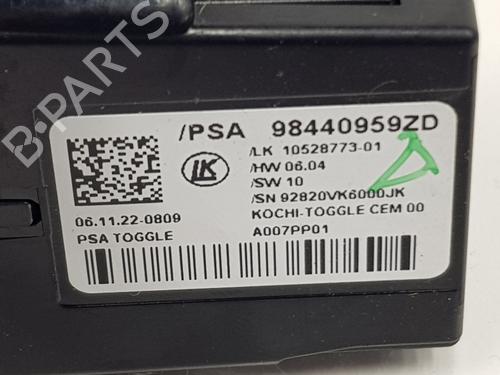 B-PARTS
/PSA 98440959ZD
/LK 10528773-01
LK
/HW 06.04
/SW 10
/SN 92820VK6000JK
06.11.22-0809
KOCHI-TOGGLE CEM 00
PSA TOGGLE
A007PP01